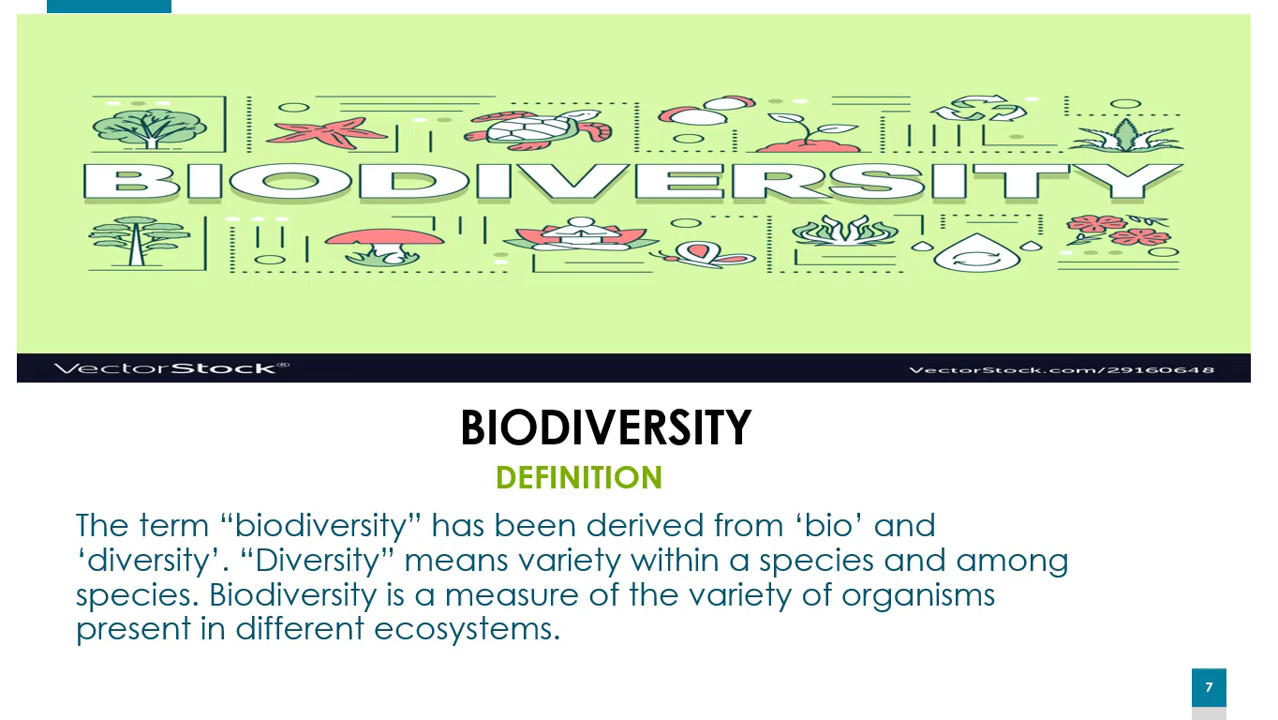 BIODIVERSITY
VectorStock®
VectorStock.com/29160648
BIODIVERSITY
DEFINITION
The term “biodiversity” has been derived from ‘bio’ and
‘diversity’. “Diversity” means variety within a species and among
species. Biodiversity is a measure of the variety of organisms
present in different ecosystems.
7